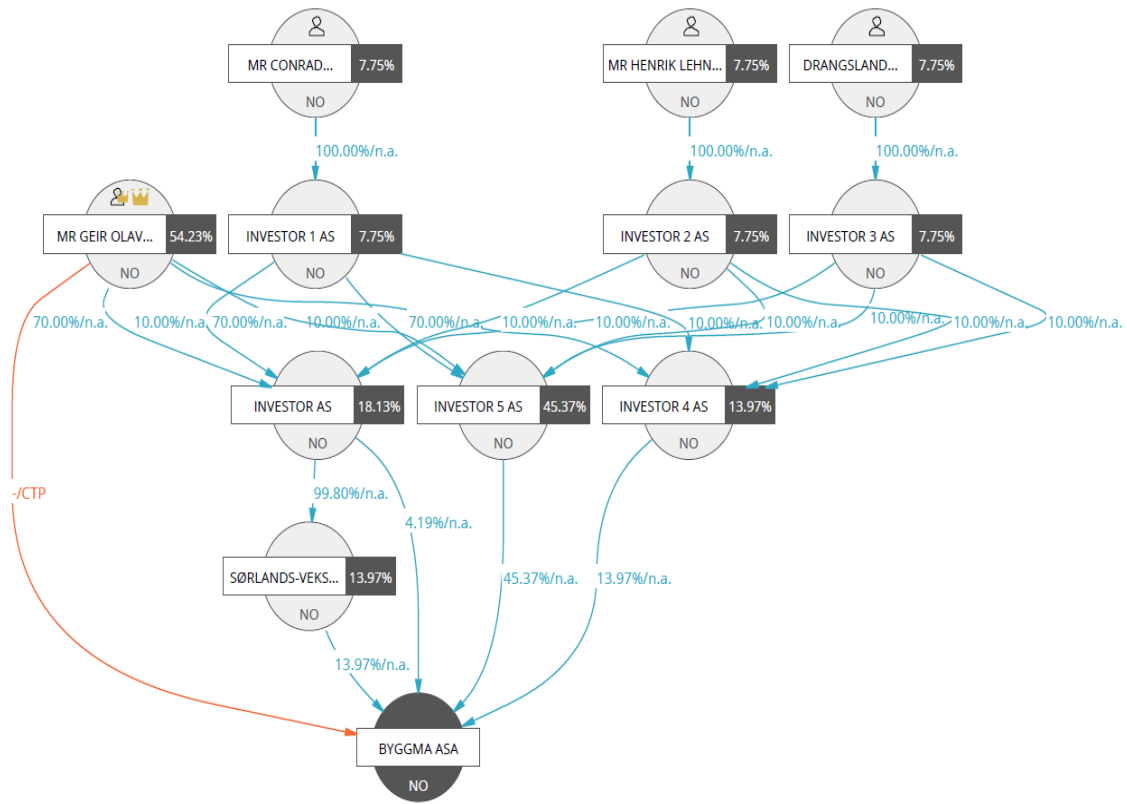 MR CONRAD... 7.75%
NO
MR HENRIK LEHN... 7.75%
NO
DRANGSLAND... 7.75%
NO
100.00%/n.a.
100.00%/n.a.
100.00%/n.a.
MR GEIR OLAV... 54.23%
NO
INVESTOR 1 AS 7.75%
NO
INVESTOR 2 AS 7.75%
NO
INVESTOR 3 AS 7.75%
NO
70.00%/n.a.
10.00%/n.a.
70.00%/n.a.
10.00%/n.a.
70.00%/n.a.
10.00%/n.a.
10.00%/n.a.
10.00%/n.a.
10.00%/n.a.
10.00%/n.a.
10.00%/n.a.
10.00%/n.a.
INVESTOR AS 18.13%
NO
INVESTOR 5 AS 45.37%
NO
INVESTOR 4 AS 13.97%
NO
-/CTP
99.80%/n.a.
4.19%/n.a.
SØRLANDS-VEKS... 13.97%
NO
45.37%/n.a.
13.97%/n.a.
13.97%/n.a.
BYGGMA ASA
NO